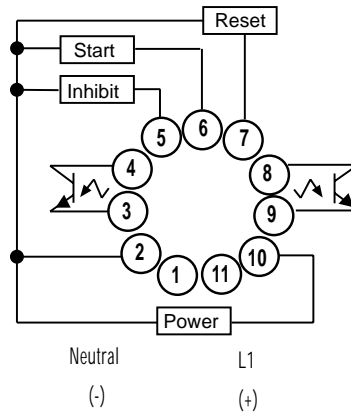 Reset
Start
Inhibit
5 6 7
4 8
3 9
2 10
1 11
Power
Neutral L1
(-) (+)